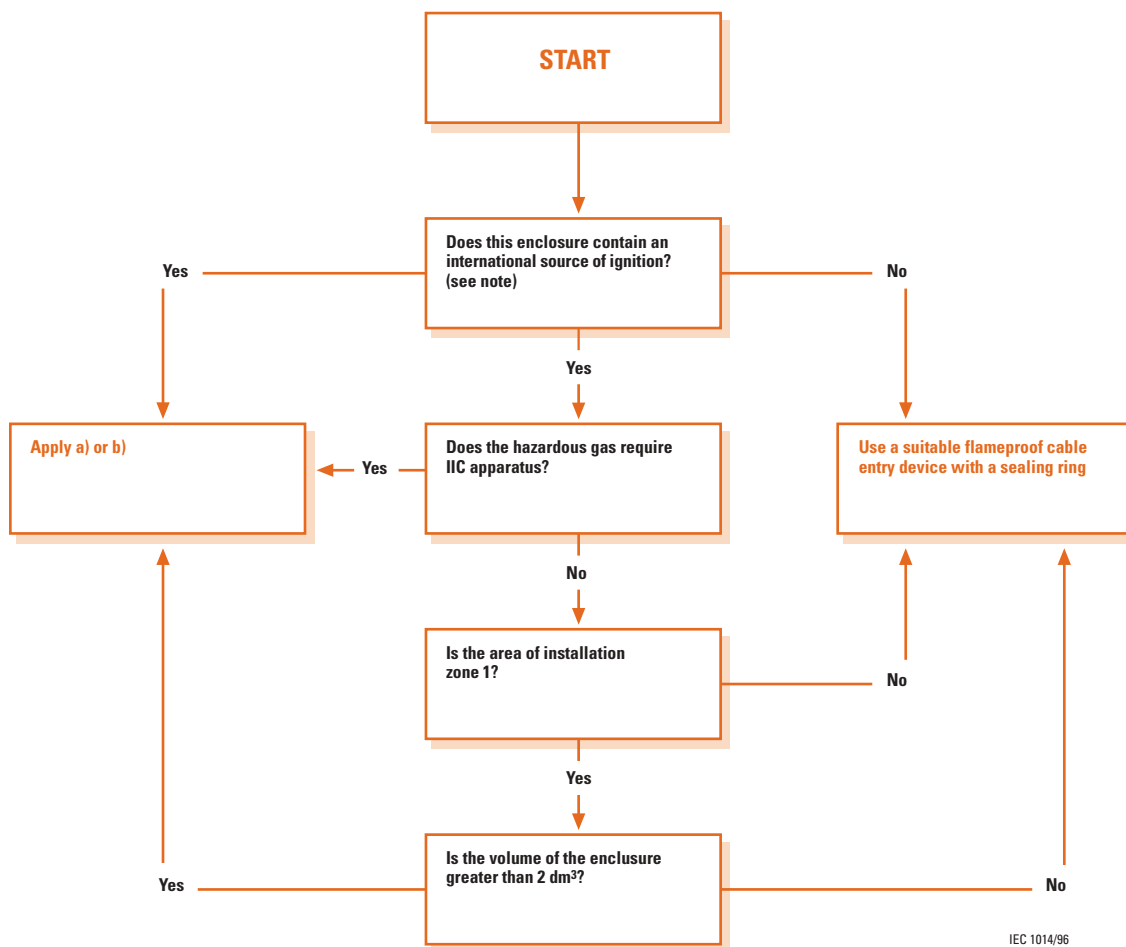 START
Does this enclosure contain an
international source of ignition?
(see note)
Yes
No
Yes
Apply a) or b)
Does the hazardous gas require
IIC apparatus?
Use a suitable flameproof cable
entry device with a sealing ring
Yes
No
Is the area of installation
zone 1?
No
Yes
Is the volume of the enclusure
greater than 2 dm³?
Yes
No
IEC 1014/96